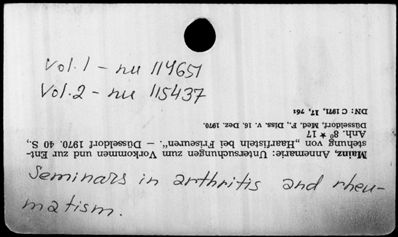 Vol. 1 - nu 114651
Vol. 2 - nu 115437
Seminars in arthritis and rheu-
matism.
Mainz, Annemarie: Untersuchungen zum Vorkommen und zur Ent-
stehung von „Haarfisteln bei Friseuren“. – Düsseldorf 1970. 40 S.,
Anh. 8° * 17
Düsseldorf, Med. F., Diss. v. 16. Dez. 1970.
DN: C 1971, 17, 761